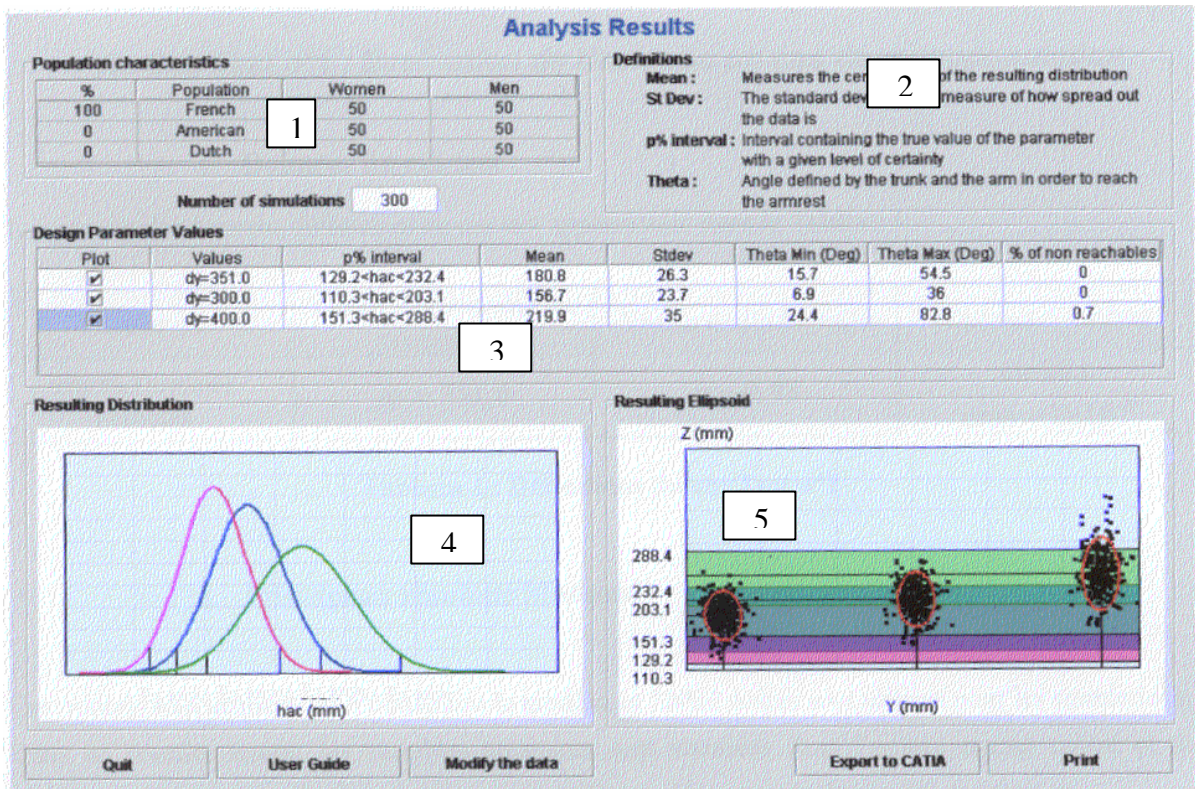 Analysis Results
Population characteristics
% Population Women Men
100 French 50 50
0 American 50 50
0 Dutch 50 50
1
Number of simulations 300
Definitions
Mean : Measures the of the resulting distribution
St Dev : The standard measure of how spread out
the data is
p% interval : Interval containing the true value of the parameter
with a given level of certainty
Theta : Angle defined by the trunk and the arm in order to reach
the armrest
2
Design Parameter Values
Plot Values p% interval Mean Stdev Theta Min (Deg) Theta Max (Deg) % of non reachables
dy=351.0 129.2<hac<232.4 180.8 26.3 15.7 54.5 0
dy=300.0 110.3<hac<203.1 156.7 23.7 6.9 36 0
dy=400.0 151.3<hac<288.4 219.9 35 24.4 82.8 0.7
3
Resulting Distribution
4
hac (mm)
Resulting Ellipsoid
Z (mm)
5
288.4
232.4
203.1
151.3
129.2
110.3
Y (mm)
Quit User Guide Modify the data Export to CATIA Print